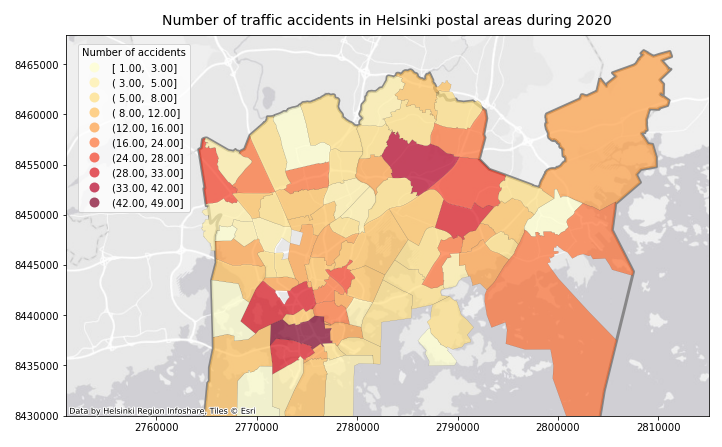 Number of traffic accidents in Helsinki postal areas during 2020
Number of accidents
[ 1.00,  3.00]
( 3.00,  5.00]
( 5.00,  8.00]
( 8.00, 12.00]
(12.00, 16.00]
(16.00, 24.00]
(24.00, 28.00]
(28.00, 33.00]
(33.00, 42.00]
(42.00, 49.00]
8465000
8460000
8455000
8450000
8445000
8440000
8435000
8430000
Data by Helsinki Region Infoshare, Tiles © Esri
2760000 2770000 2780000 2790000 2800000 2810000